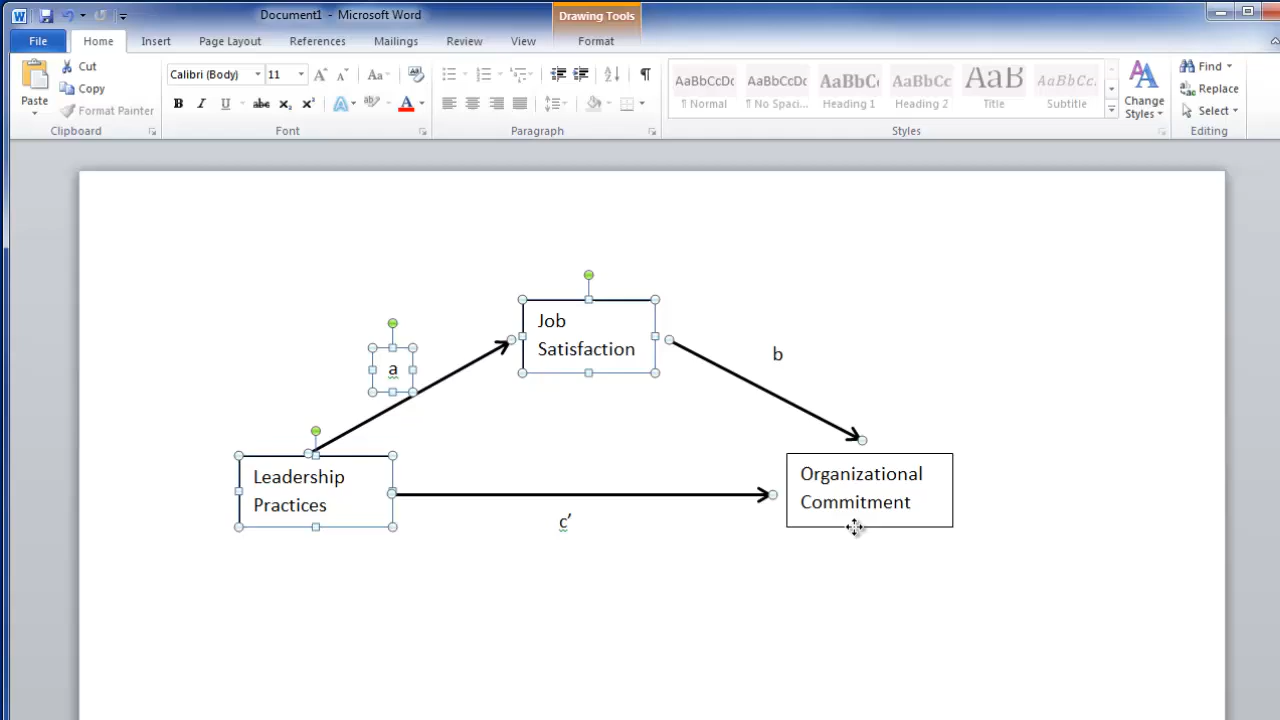 Document1 - Microsoft Word
Drawing Tools
File Home Insert Page Layout References Mailings Review View Format
Paste
Cut
Copy
Format Painter
Clipboard
Calibri (Body) 11
Font
Paragraph
AaBbCcDc AaBbCcDc AaBbC AaBbCc AaB AaBbCc.
¶ Normal ¶ No Spaci... Heading 1 Heading 2 Title Subtitle
Change
Styles
Styles
Find
Replace
Select
Editing
Job
Satisfaction
a
b
Leadership
Practices
Organizational
Commitment
c’